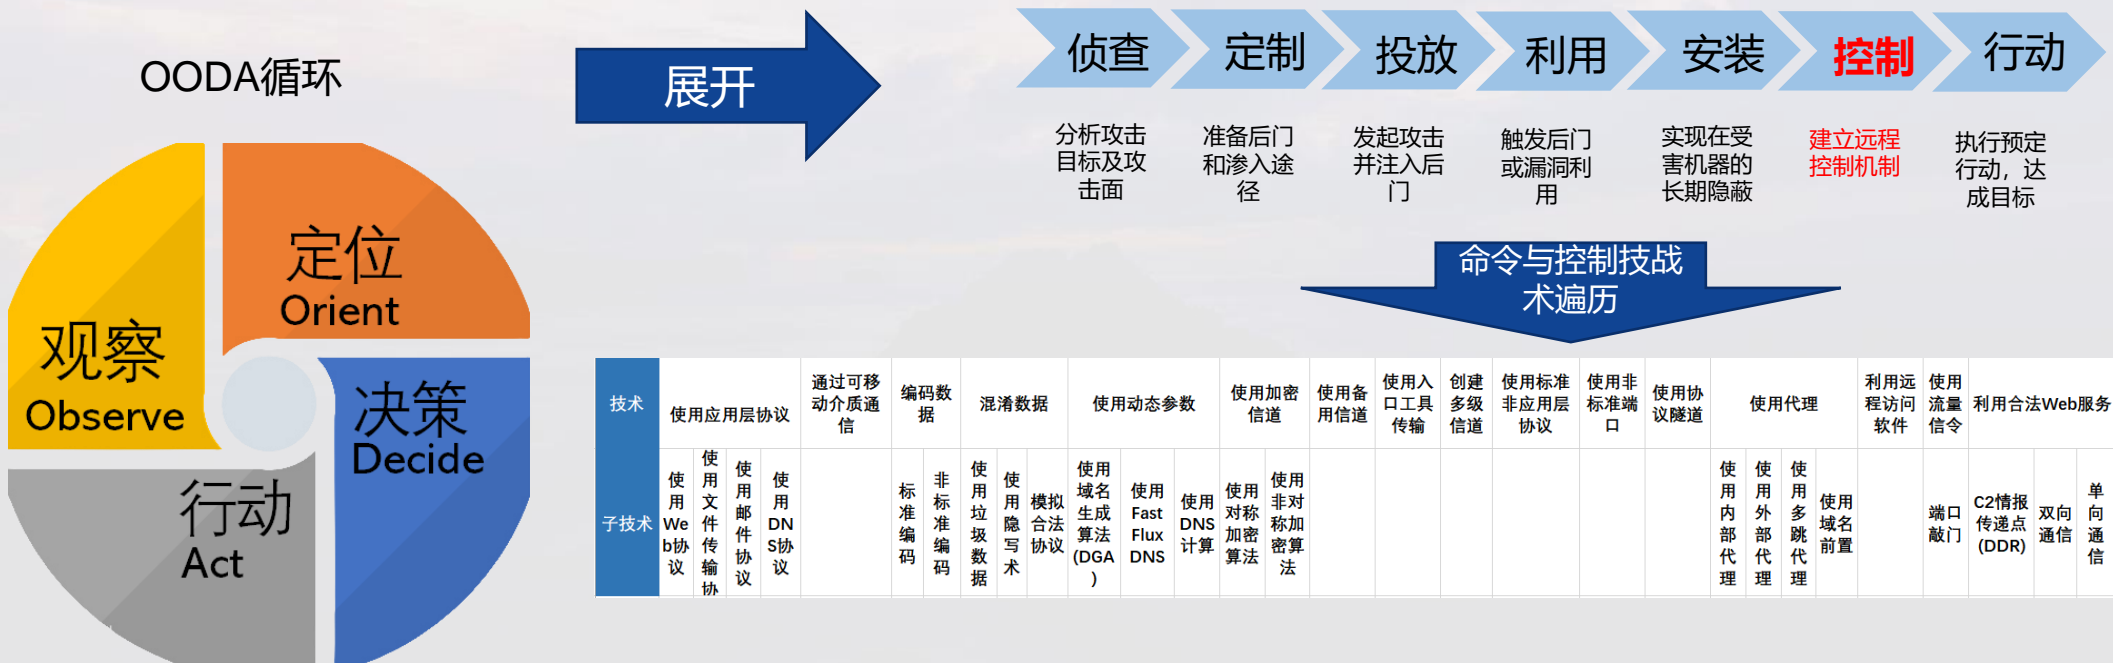 OODA循环
观察
Observe
定位
Orient
决策
Decide
行动
Act
展开
侦查
定制
投放
利用
安装
控制
行动
分析攻击
目标及攻
击面
准备后门
和渗入途
径
发起攻击
并注入后
门
触发后门
或漏洞利
用
实现在受
害机器的
长期隐蔽
建立远程
控制机制
执行预定
行动，达
成目标
命令与控制技战
术遍历
技术
使用应用层协议
通过可移
动介质通
信
编码数
据
混淆数据
使用动态参数
使用加密
信道
使用备
用信道
使用入
口工具
传输
创建
多级
信道
使用标准
非应用层
协议
使用非
标准端
口
使用协
议隧道
使用代理
利用远
程访问
软件
使用
流量
信令
利用合法Web服务
子技术
使
用
We
b协
议
使
用
文
件
传
输
协
使
用
邮
件
协
议
使
用
DN
S协
议
标
准
编
码
非
标
准
编
码
使
用
垃
圾
数
据
使
用
隐
写
术
模拟
合法
协议
使用
域名
生成
算法
(DGA
)
使用
Fast
Flux
DNS
使用
DNS
计算
使用
对称
加密
算法
使用
非对
称加
密算
法
使
用
内
部
代
理
使
用
外
部
代
理
使
用
多
跳
代
理
使用
域名
前置
端口
敲门
C2情报
传递点
(DDR)
双向
通信
单
向
通
信